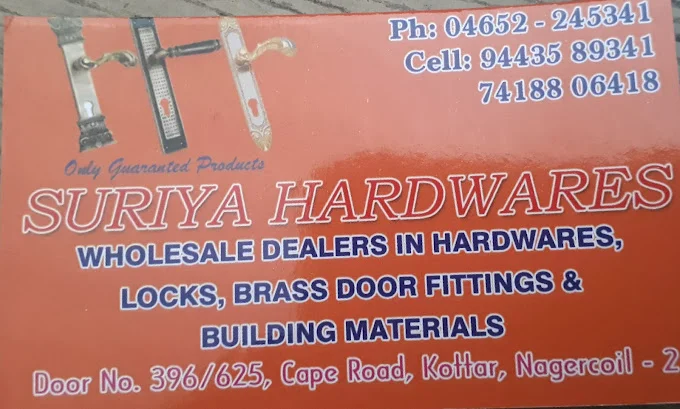 Ph: 04652 - 245341
Cell: 94435 89341
74188 06418
Only Guaranted Products
SURIYA HARDWARES
WHOLESALE DEALERS IN HARDWARES,
LOCKS, BRASS DOOR FITTINGS &
BUILDING MATERIALS
Door No. 396/625, Cape Road, Kottar, Nagercoil - 2